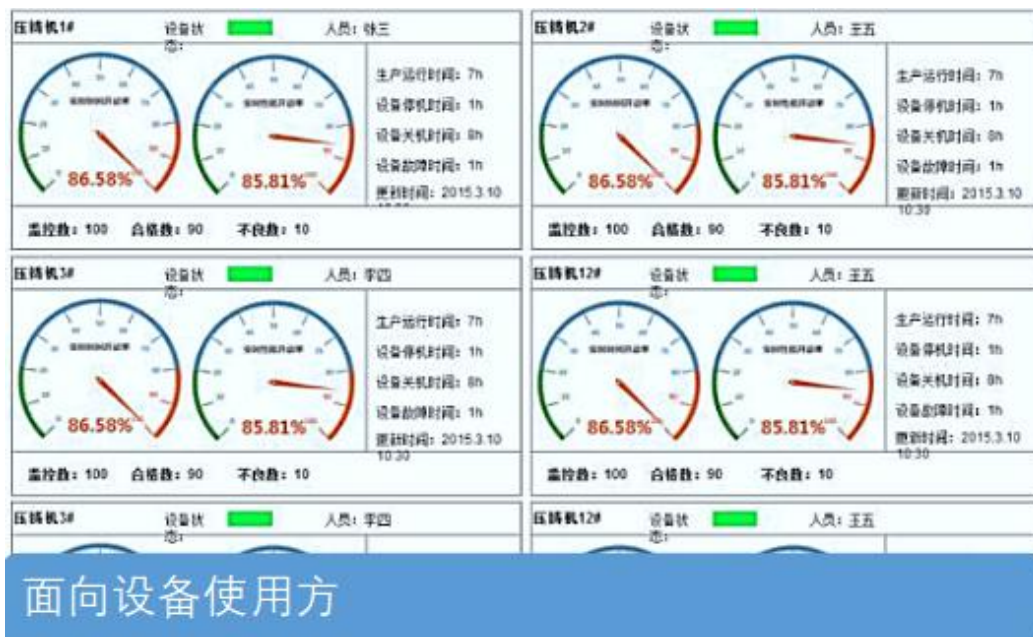 压铸机1# 设备状态: 人员: 张三
86.58% 85.81%
生产运行时间: 7h
设备停机时间: 1h
设备关机时间: 8h
设备故障时间: 1h
更新时间: 2015.3.10
监控数: 100 合格数: 90 不良数: 10
压铸机2# 设备状态: 人员: 王五
86.58% 85.81%
生产运行时间: 7h
设备停机时间: 1h
设备关机时间: 8h
设备故障时间: 1h
更新时间: 2015.3.10
10:30
监控数: 100 合格数: 90 不良数: 10
压铸机3# 设备状态: 人员: 李四
86.58% 85.81%
生产运行时间: 7h
设备停机时间: 1h
设备关机时间: 8h
设备故障时间: 1h
更新时间: 2015.3.10
10:30
监控数: 100 合格数: 90 不良数: 10
压铸机12# 设备状态: 人员: 王五
86.58% 85.81%
生产运行时间: 7h
设备停机时间: 1h
设备关机时间: 8h
设备故障时间: 1h
更新时间: 2015.3.10
10:30
监控数: 100 合格数: 90 不良数: 10
压铸机3# 设备状态: 人员: 李四
压铸机12# 设备状态: 人员: 王五
面向设备使用方